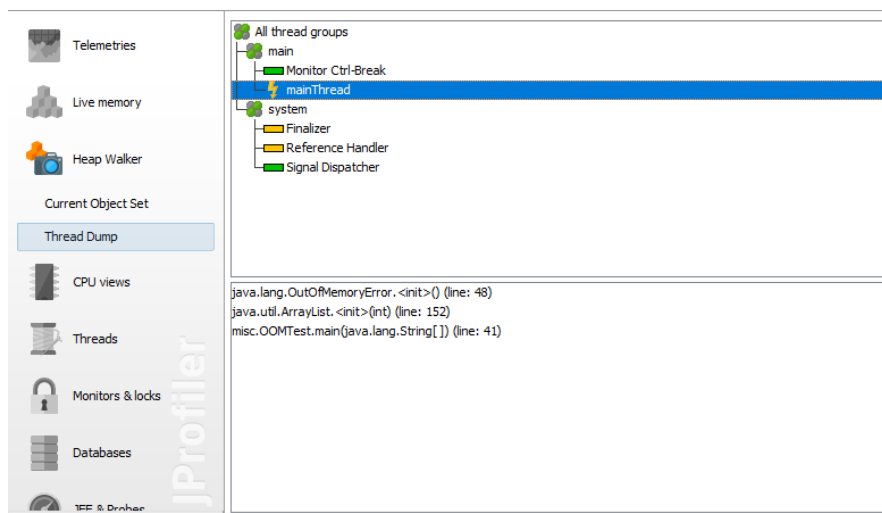 Telemetries
Live memory
Heap Walker
Current Object Set
Thread Dump
CPU views
Threads
Monitors & locks
Databases
JEE & Probes
JProfiler
All thread groups
main
Monitor Ctrl-Break
mainThread
system
Finalizer
Reference Handler
Signal Dispatcher
java.lang.OutOfMemoryError.<init>() (line: 48)
java.util.ArrayList.<init>(int) (line: 152)
misc.OOMTest.main(java.lang.String[ ]) (line: 41)